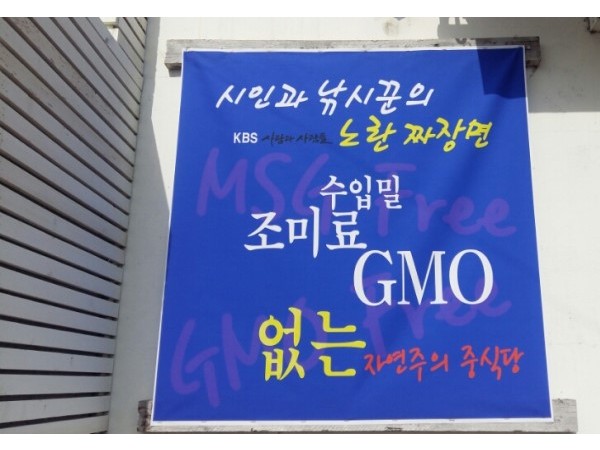 시인과 낚시꾼의
KBS 노란 짜장면
MSG Free
수입밀
조미료
GMO
GMO Free
없는 자연주의 중식당